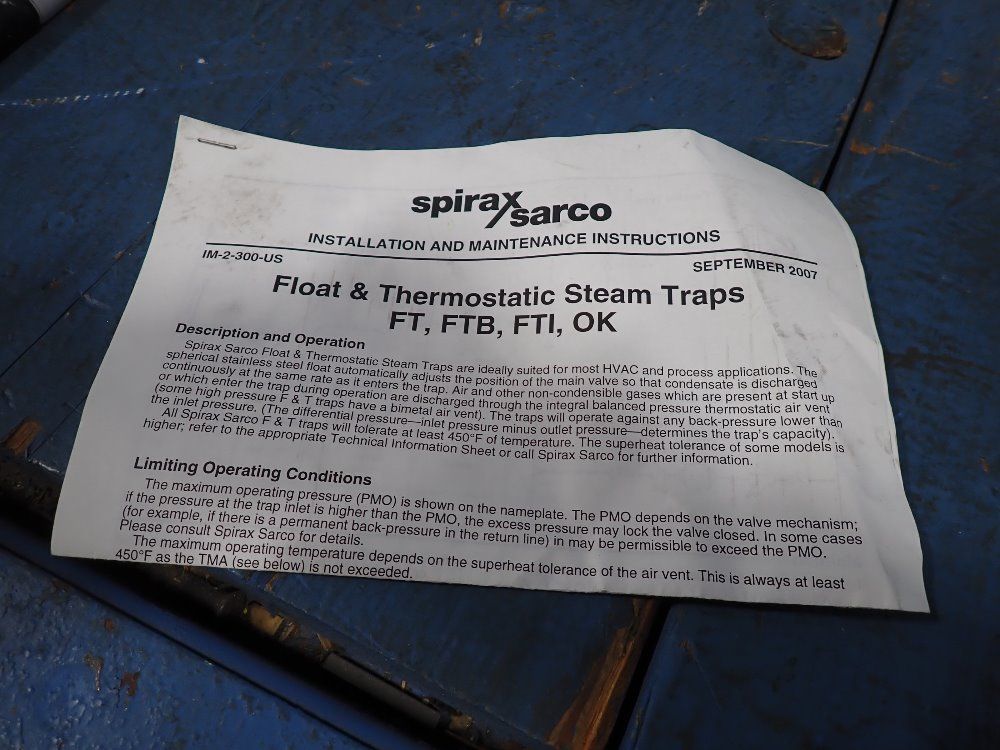 spirax
sarco
INSTALLATION AND MAINTENANCE INSTRUCTIONS
IM-2-300-US
SEPTEMBER 2007
Float & Thermostatic Steam Traps
FT, FTB, FTI, OK
Description and Operation
Spirax Sarco Float & Thermostatic Steam Traps are ideally suited for most HVAC and process applications. The
spherical stainless steel float automatically adjusts the position of the main valve so that condensate is discharged
continuously at the same rate as it enters the trap. Air and other non-condensible gases which are present at start up
or which enter the trap during operation are discharged through the integral balanced pressure thermostatic air vent
(some high pressure F & T traps have a bimetal air vent). The traps will operate against any back-pressure lower than
the inlet pressure. (The differential pressure—inlet pressure minus outlet pressure—determines the trap's capacity).
All Spirax Sarco F & T traps will tolerate at least 450°F of temperature. The superheat tolerance of some models is
higher; refer to the appropriate Technical Information Sheet or call Spirax Sarco for further information.
Limiting Operating Conditions
The maximum operating pressure (PMO) is shown on the nameplate. The PMO depends on the valve mechanism;
if the pressure at the trap inlet is higher than the PMO, the excess pressure may lock the valve closed. In some cases
(for example, if there is a permanent back-pressure in the return line) in may be permissible to exceed the PMO.
Please consult Spirax Sarco for details.
The maximum operating temperature depends on the superheat tolerance of the air vent. This is always at least
450°F as the TMA (see below) is not exceeded.